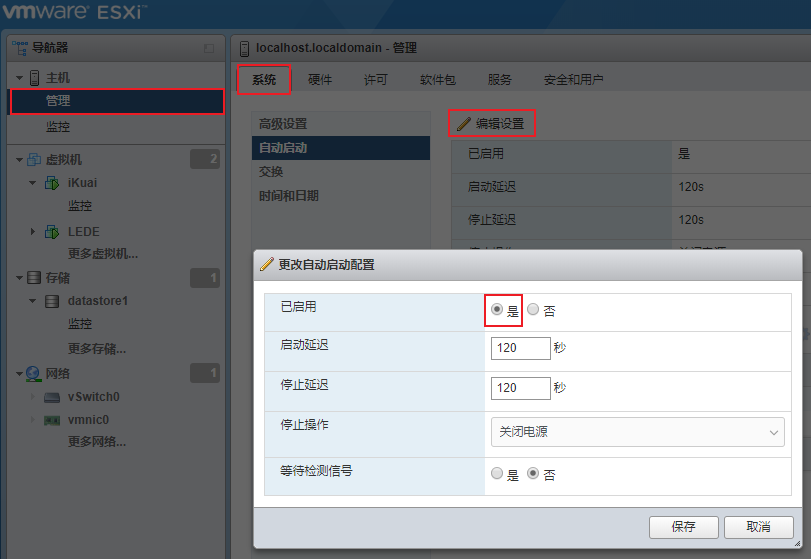 vmware ESXi™
导航器
主机
管理
监控
虚拟机 2
iKuai
监控
LEDE
更多虚拟机...
存储 1
datastore1
监控
更多存储...
网络 1
vSwitch0
vmnic0
更多网络...
localhost.localdomain - 管理
系统 硬件 许可 软件包 服务 安全和用户
高级设置
自动启动
交换
时间和日期
编辑设置
已启用 是
启动延迟 120s
停止延迟 120s
更改自动启动配置
已启用 是 否
启动延迟 120 秒
停止延迟 120 秒
停止操作 关闭电源
等待检测信号 是 否
保存 取消